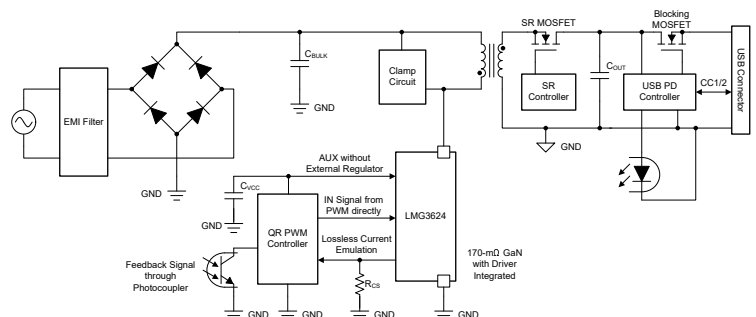 SR MOSFET
Blocking
MOSFET
CBULK
Clamp
Circuit
COUT
SR
Controller
USB PD
Controller
CC1/2
USB Connector
EMI Filter
GND
GND
GND
AUX without
External Regulator
CVCC
GND
IN Signal from
PWM directly
QR PWM
Controller
LMG3624
Lossless Current
Emulation
Feedback Signal
through
Photocoupler
RCS
170-mΩ GaN
with Driver
Integrated
GND
GND
GND
GND